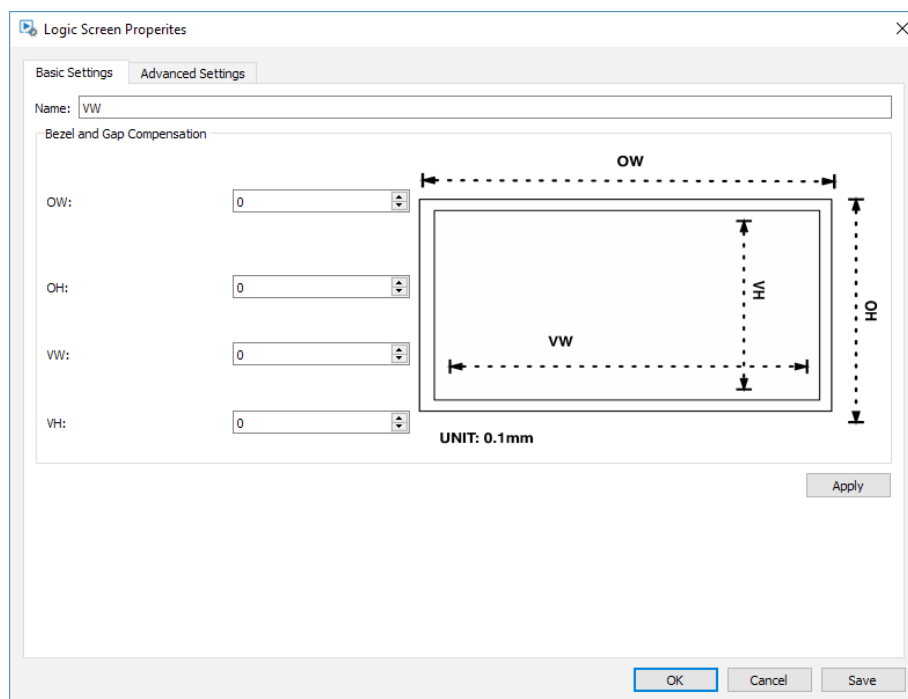 Logic Screen Properites
Basic Settings Advanced Settings
Name: VW
Bezel and Gap Compensation
OW
OW: 0
VH
OH: 0
OH
VW
VW: 0
VH: 0
UNIT: 0.1mm
Apply
OK Cancel Save